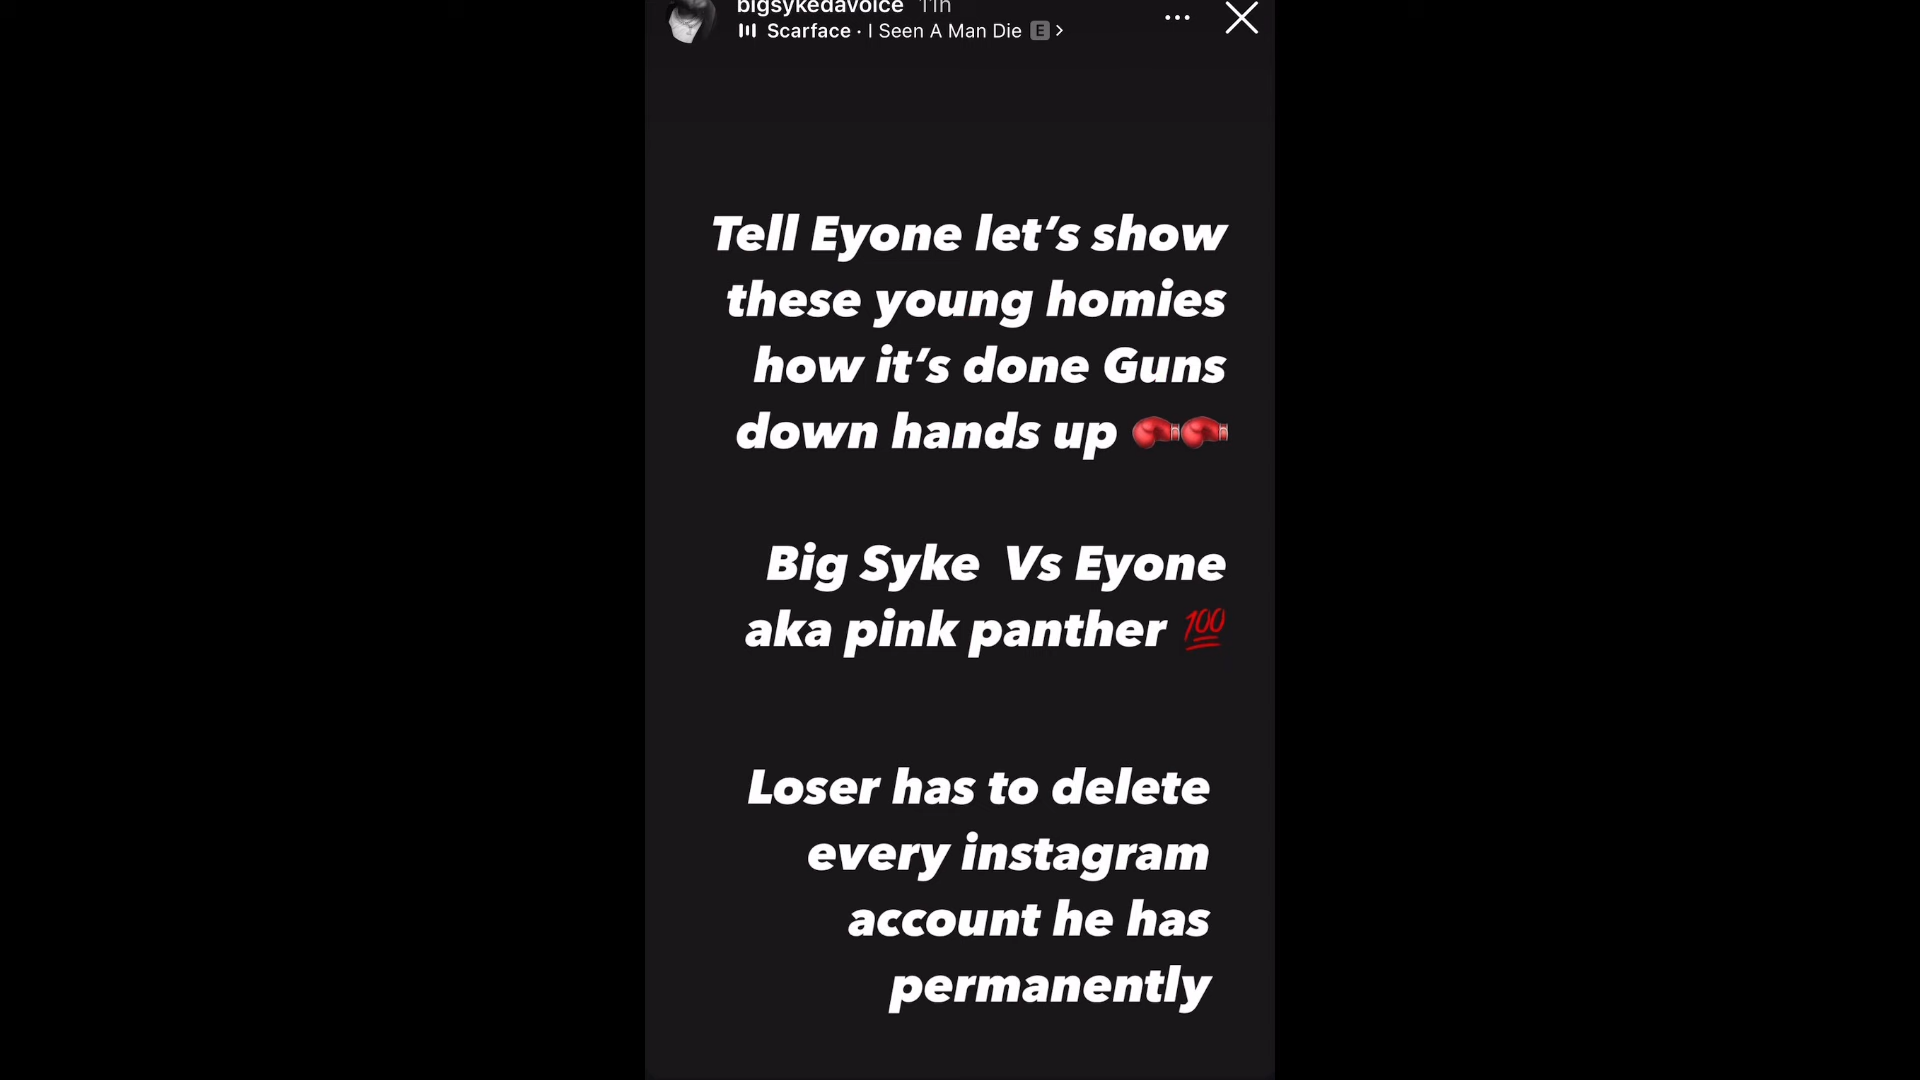 bigsykedavoice 11h
Scarface · I Seen A Man Die E >
Tell Eyone let's show
these young homies
how it's done Guns
down hands up 🥊🥊
Big Syke Vs Eyone
aka pink panther 💯
Loser has to delete
every instagram
account he has
permanently